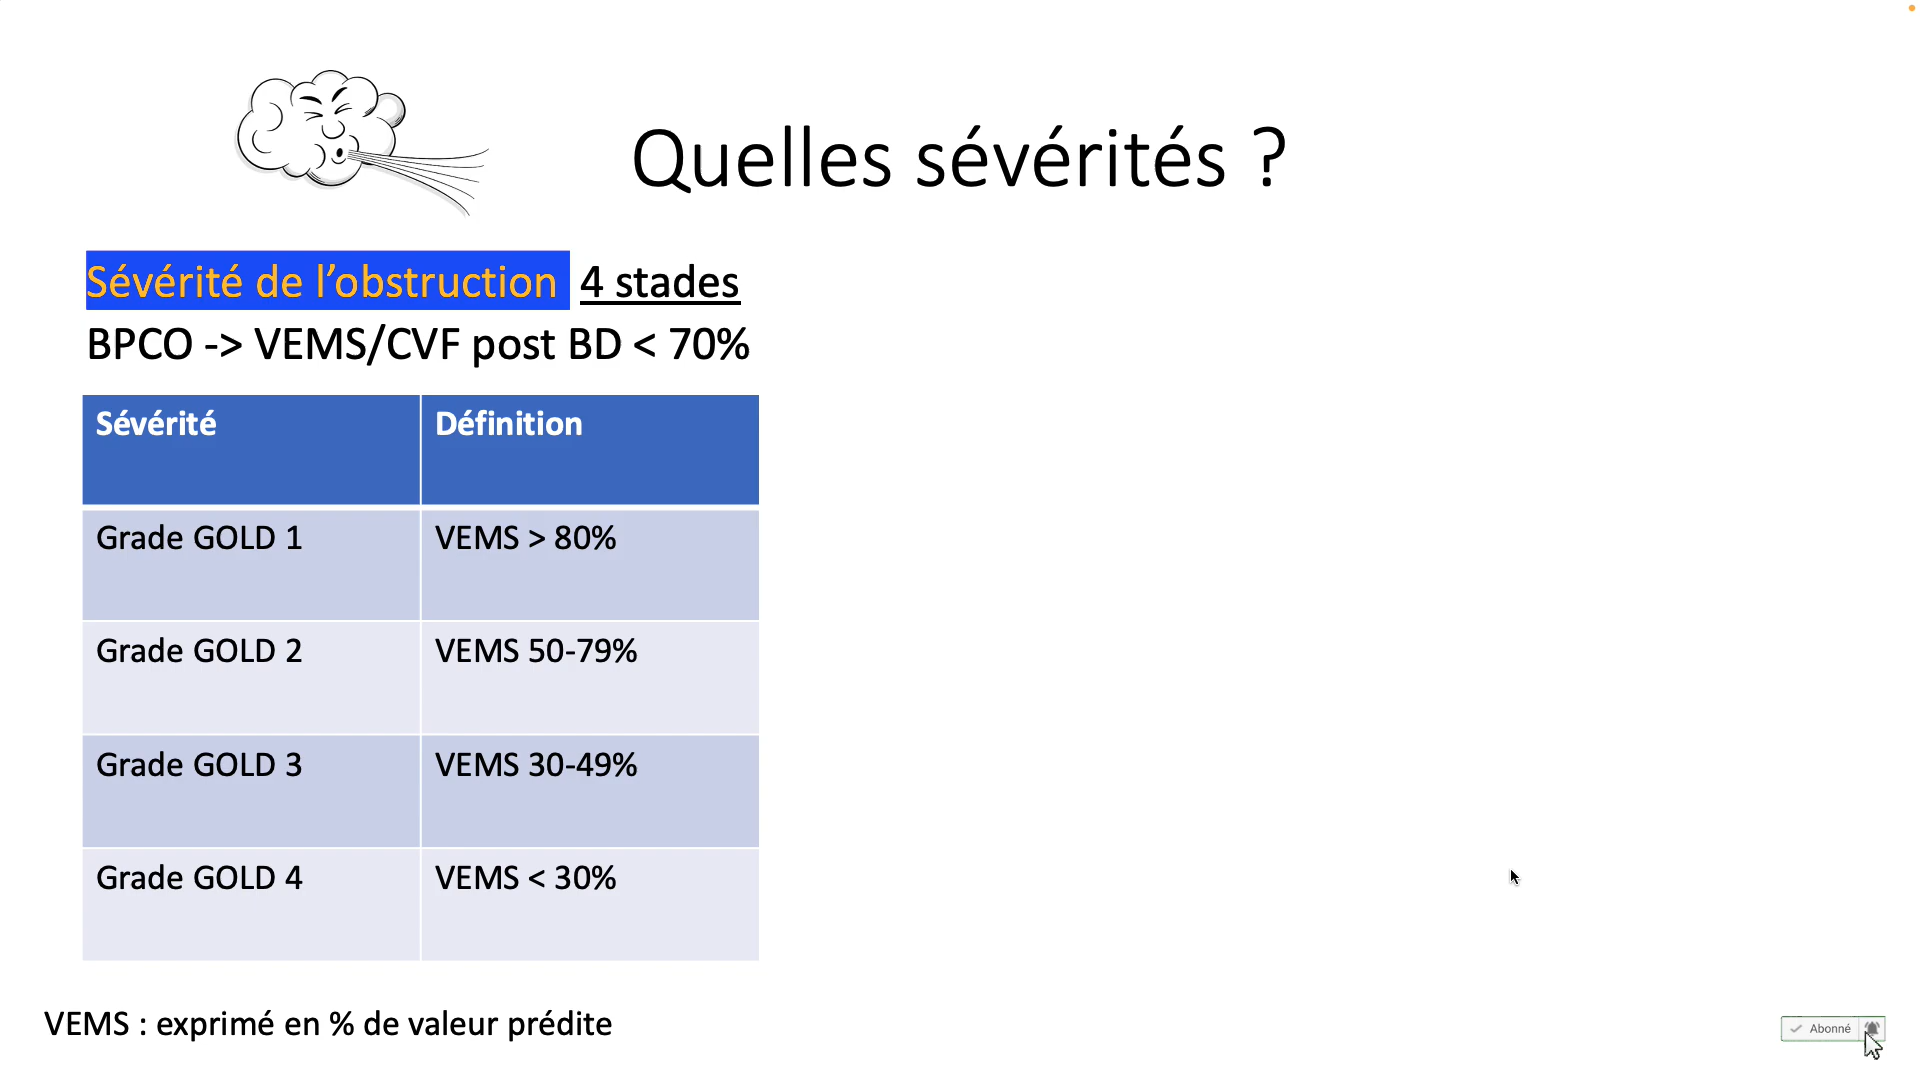 Quelles sévérités ?
Sévérité de l’obstruction 4 stades
BPCO -> VEMS/CVF post BD < 70%
Sévérité Définition
Grade GOLD 1 VEMS > 80%
Grade GOLD 2 VEMS 50-79%
Grade GOLD 3 VEMS 30-49%
Grade GOLD 4 VEMS < 30%
VEMS : exprimé en % de valeur prédite
Abonné